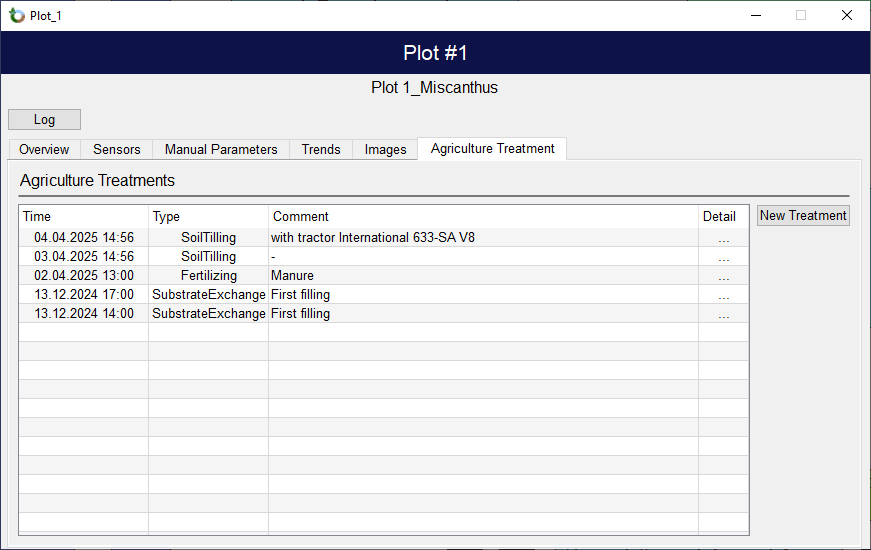 Plot_1
Plot #1
Plot 1_Miscanthus
Log
Overview Sensors Manual Parameters Trends Images Agriculture Treatment
Agriculture Treatments
Time Type Comment Detail New Treatment
04.04.2025 14:56 SoilTilling with tractor International 633-SA V8 ...
03.04.2025 14:56 SoilTilling - ...
02.04.2025 13:00 Fertilizing Manure ...
13.12.2024 17:00 SubstrateExchange First filling ...
13.12.2024 14:00 SubstrateExchange First filling ...